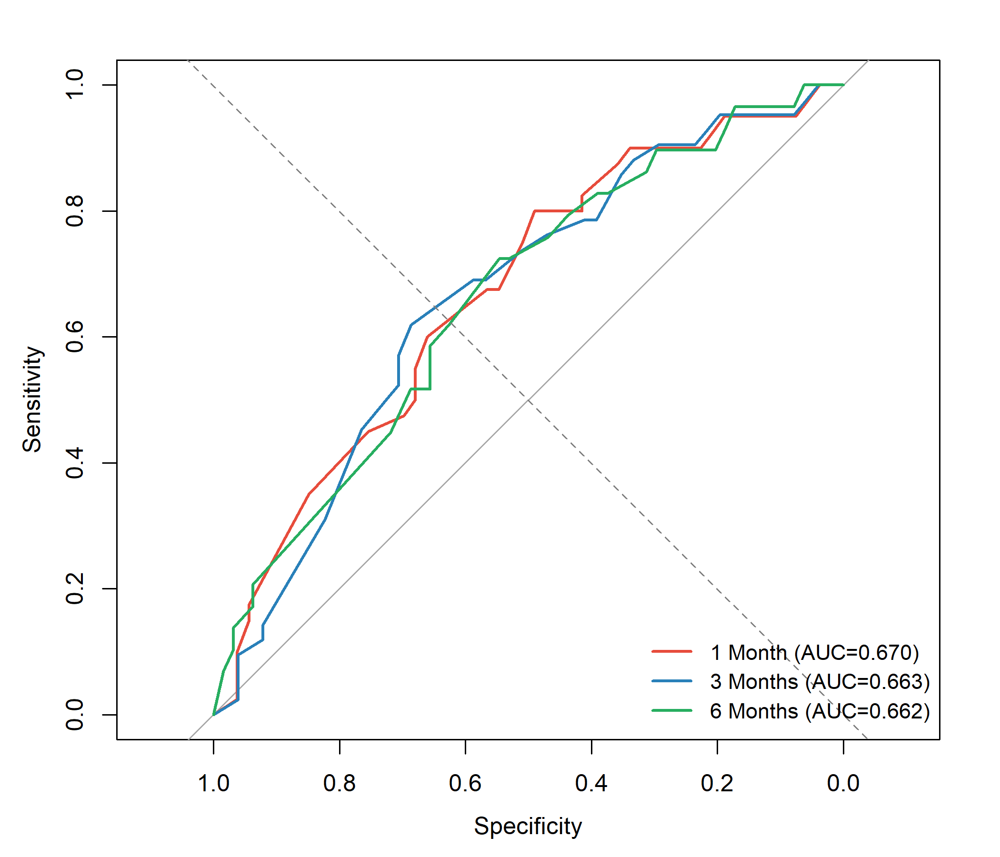 1.0
0.8
0.6
0.4
0.2
0.0
Sensitivity
1 Month (AUC=0.670)
3 Months (AUC=0.663)
6 Months (AUC=0.662)
1.0 0.8 0.6 0.4 0.2 0.0
Specificity